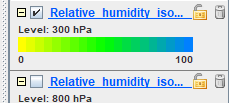 Relative_humidity_iso...
Level: 300 hPa
0 100
Relative_humidity_iso...
Level: 800 hPa